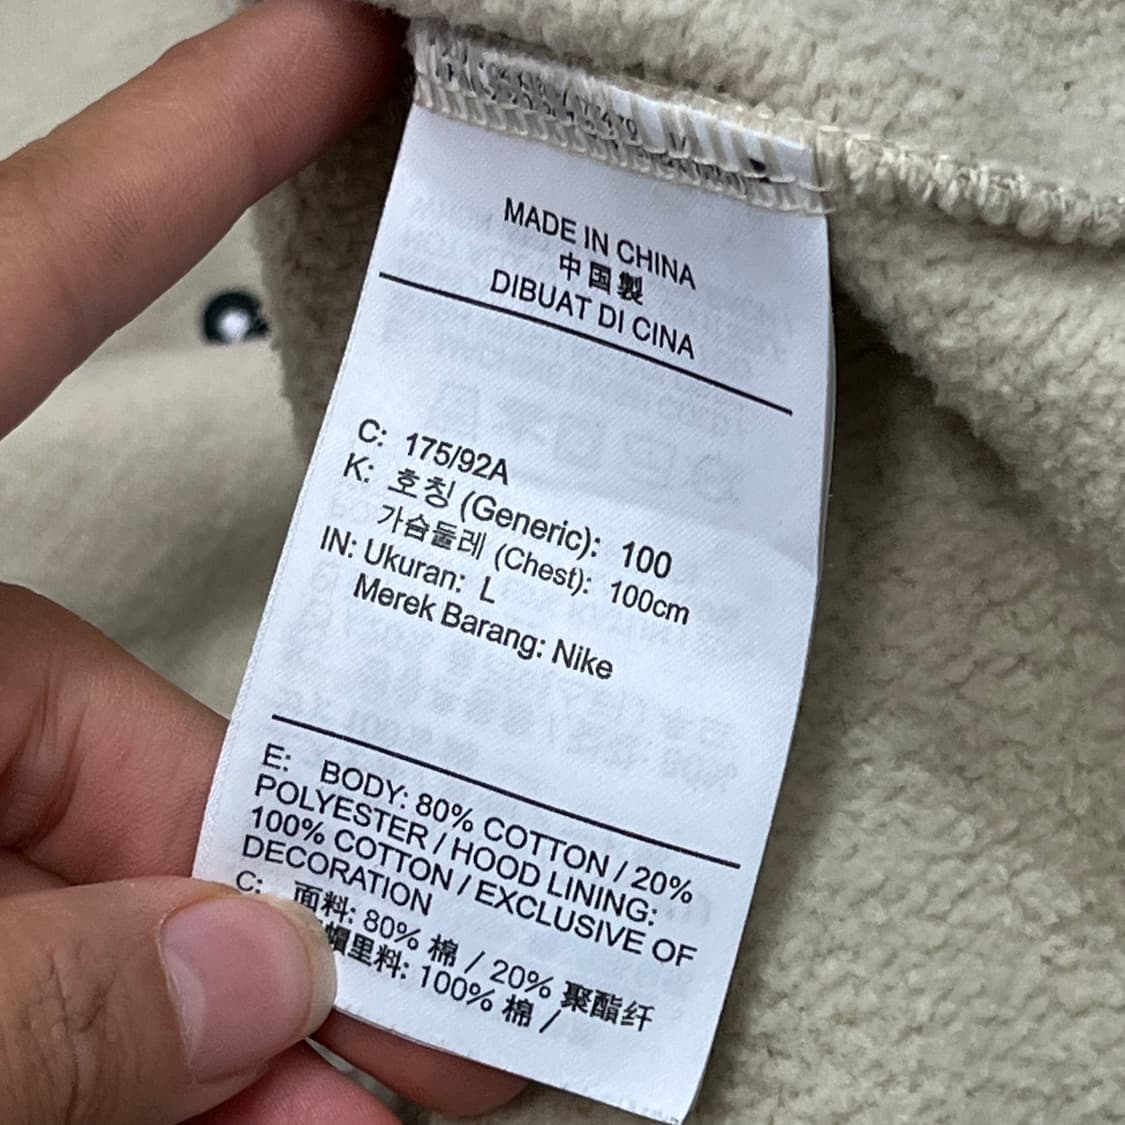 MADE IN CHINA
中国製
DIBUAT DI CINA
C: 175/92A
K: 호칭 (Generic): 100
가슴둘레 (Chest): 100cm
IN: Ukuran: L
Merek Barang: Nike
E: BODY: 80% COTTON / 20%
POLYESTER / HOOD LINING:
100% COTTON / EXCLUSIVE OF
DECORATION
C: 面料: 80% 棉 / 20% 聚酯纤
帽里料: 100% 棉 /